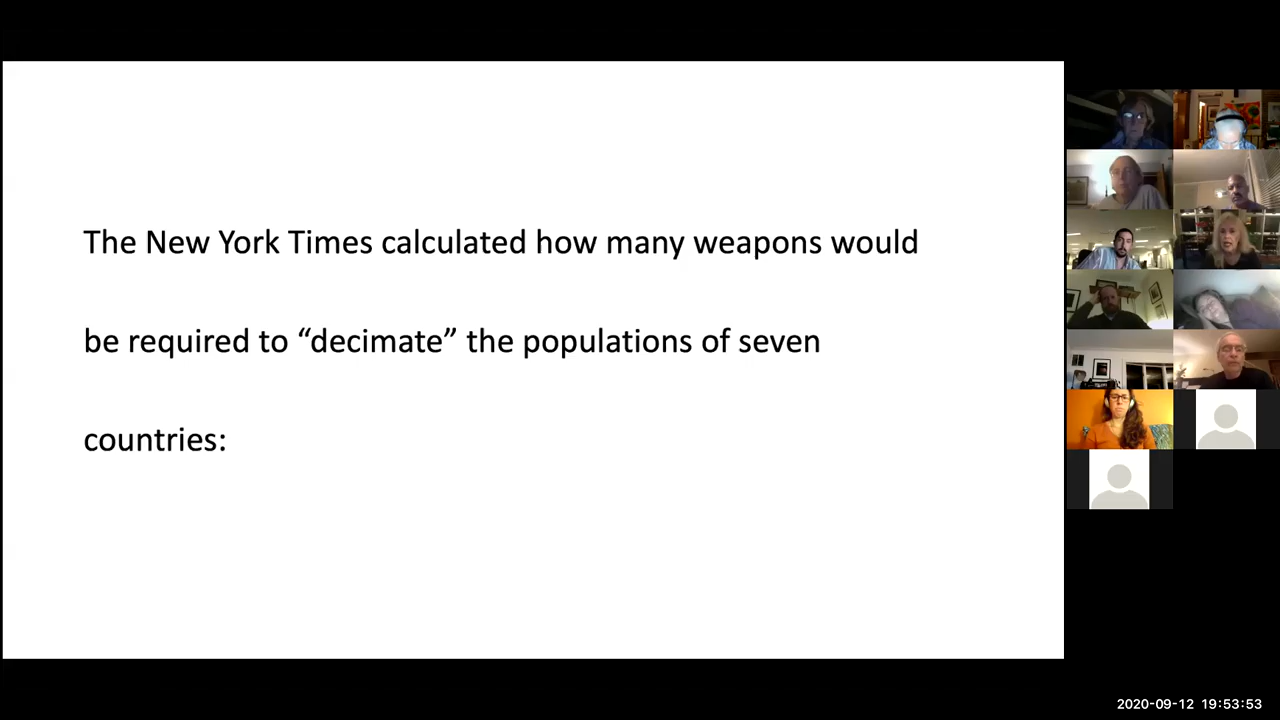 The New York Times calculated how many weapons would
be required to “decimate” the populations of seven
countries:
2020-09-12 19:53:53